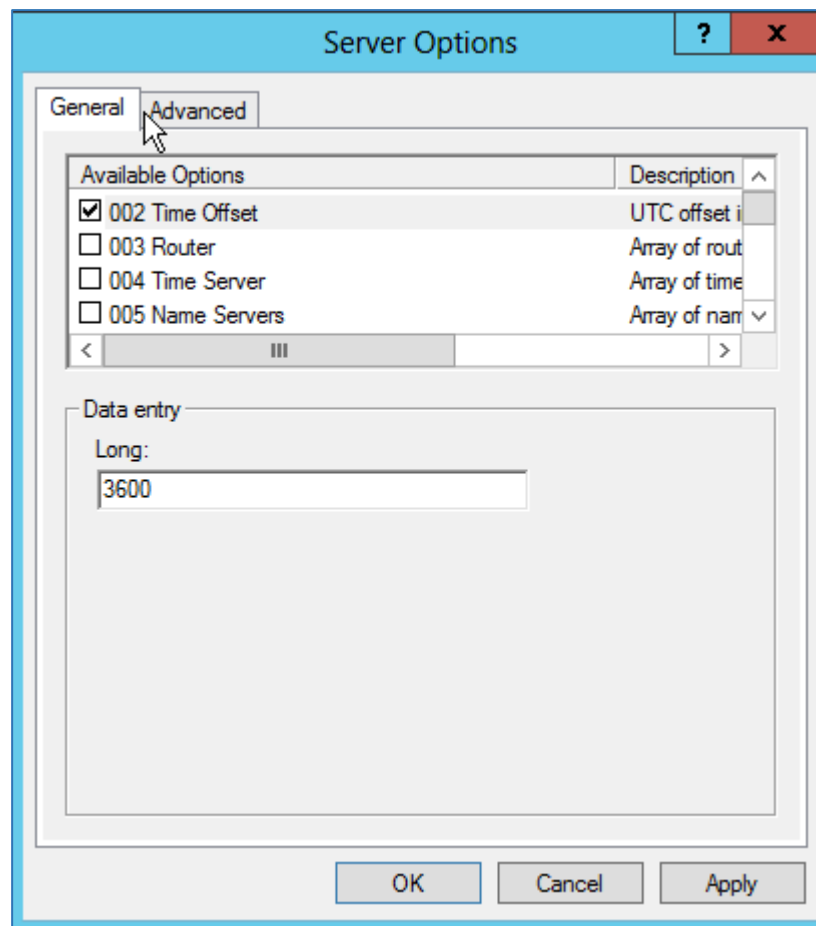 Server Options
?
x
General Advanced
Available Options Description
002 Time Offset UTC offset i
003 Router Array of rout
004 Time Server Array of time
005 Name Servers Array of nam
Data entry
Long:
3600
OK Cancel Apply